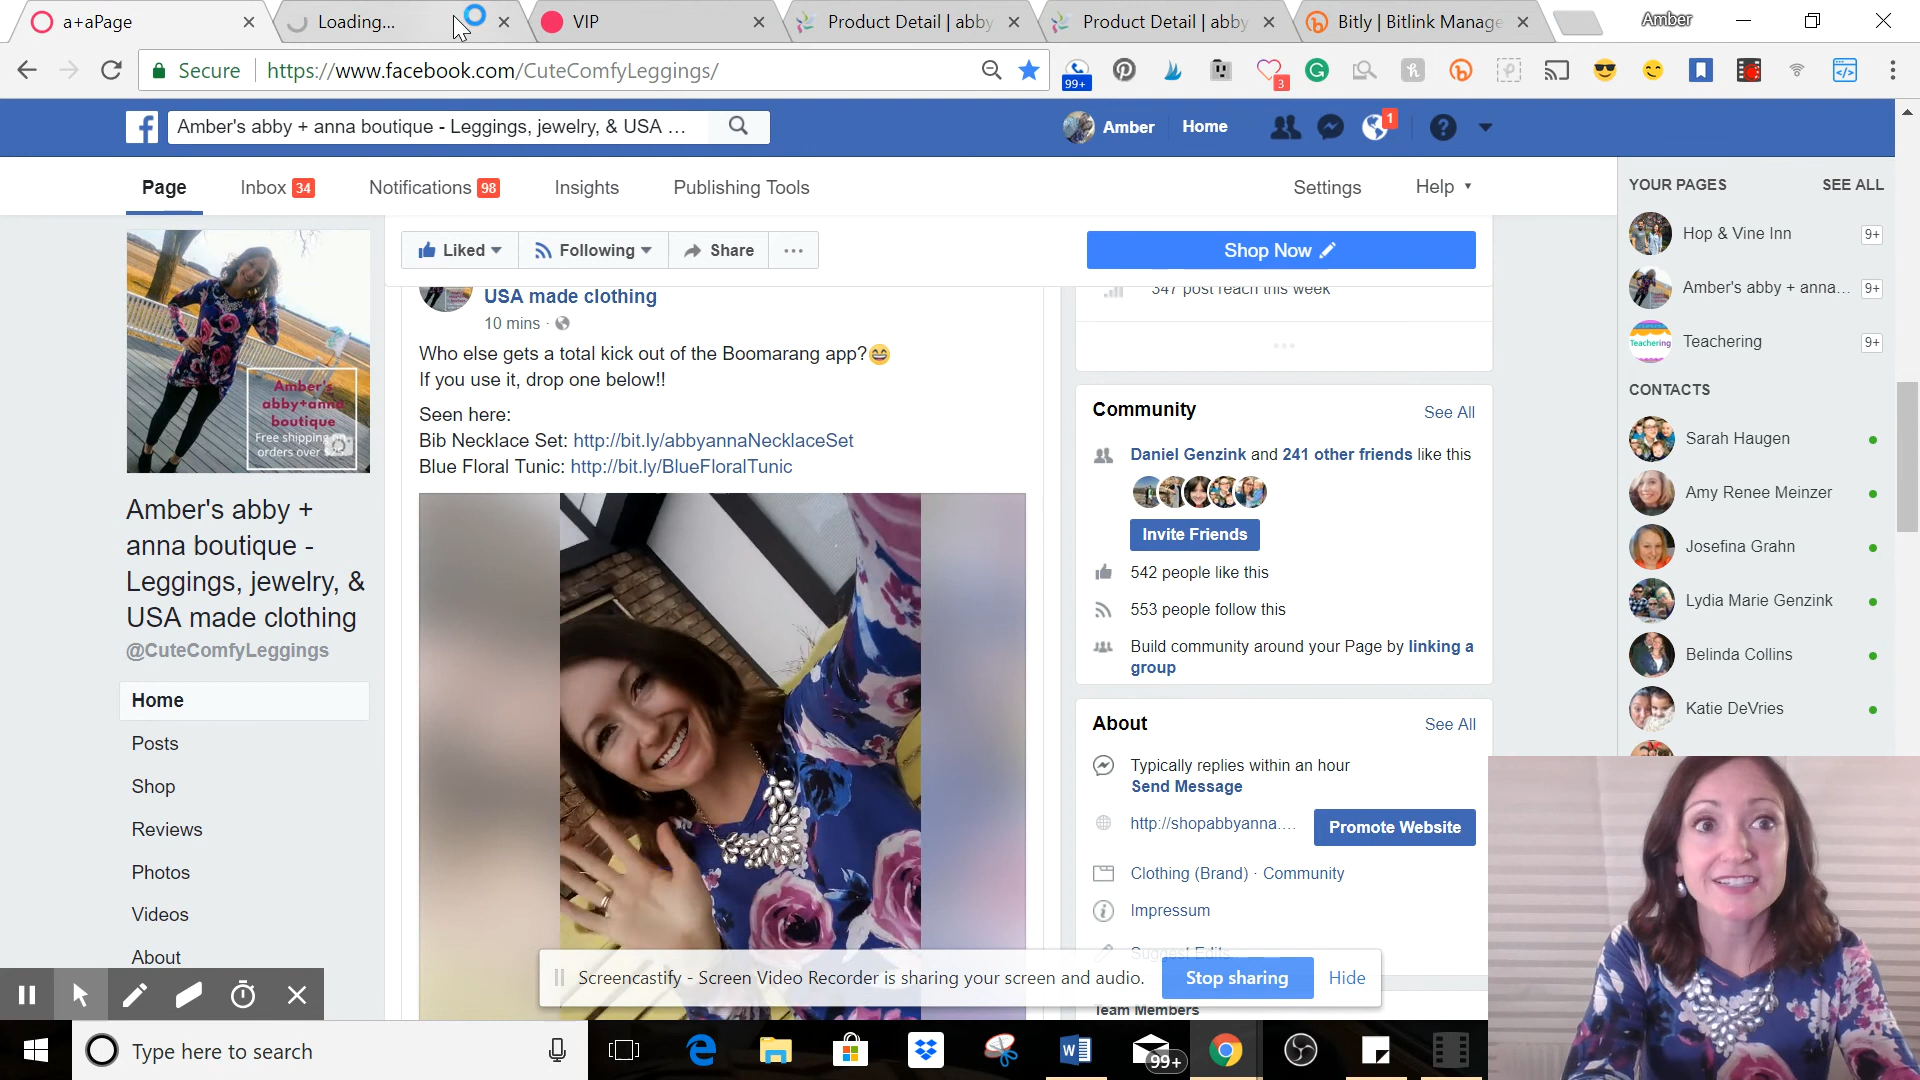 a+aPage
Loading...
VIP
Product Detail | abby
Product Detail | abby
Bitly | Bitlink Manage
Amber
Secure
https://www.facebook.com/CuteComfyLeggings/
99+
3
Amber's abby + anna boutique - Leggings, jewelry, & USA ...
Amber
Home
1
Page
Inbox 34
Notifications 98
Insights
Publishing Tools
Settings
Help
Liked
Following
Share
Shop Now
USA made clothing
10 mins ·
Who else gets a total kick out of the Boomarang app?
If you use it, drop one below!!
Seen here:
Bib Necklace Set: http://bit.ly/abbyannaNecklaceSet
Blue Floral Tunic: http://bit.ly/BlueFloralTunic
Amber's
abby+anna
boutique
Free shipping on
orders over $25
Amber's abby +
anna boutique -
Leggings, jewelry, &
USA made clothing
@CuteComfyLeggings
Home
Posts
Shop
Reviews
Photos
Videos
About
347 post reach this week
Community
See All
Daniel Genzink and 241 other friends like this
Invite Friends
542 people like this
553 people follow this
Build community around your Page by linking a
group
About
See All
Typically replies within an hour
Send Message
http://shopabbyanna....
Promote Website
Clothing (Brand) · Community
Impressum
Suggest Edits
Team Members
YOUR PAGES
SEE ALL
Hop & Vine Inn
9+
Amber's abby + anna...
9+
Teachering
Teachering
9+
CONTACTS
Sarah Haugen
Amy Renee Meinzer
Josefina Grahn
Lydia Marie Genzink
Belinda Collins
Katie DeVries
Screencastify - Screen Video Recorder is sharing your screen and audio.
Stop sharing
Hide
Type here to search
99+